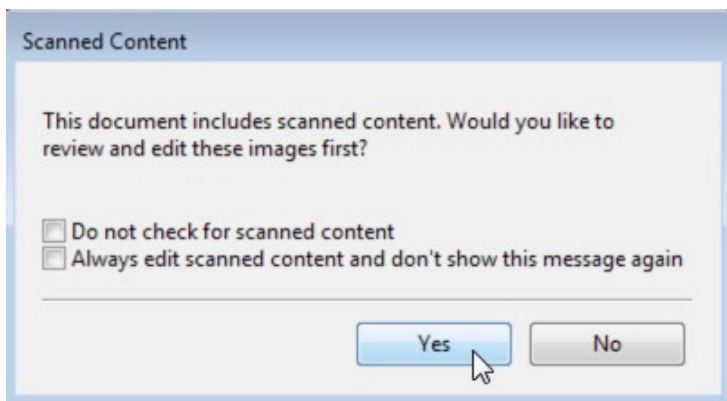 Scanned Content
This document includes scanned content. Would you like to
review and edit these images first?
Do not check for scanned content
Always edit scanned content and don't show this message again
Yes
No